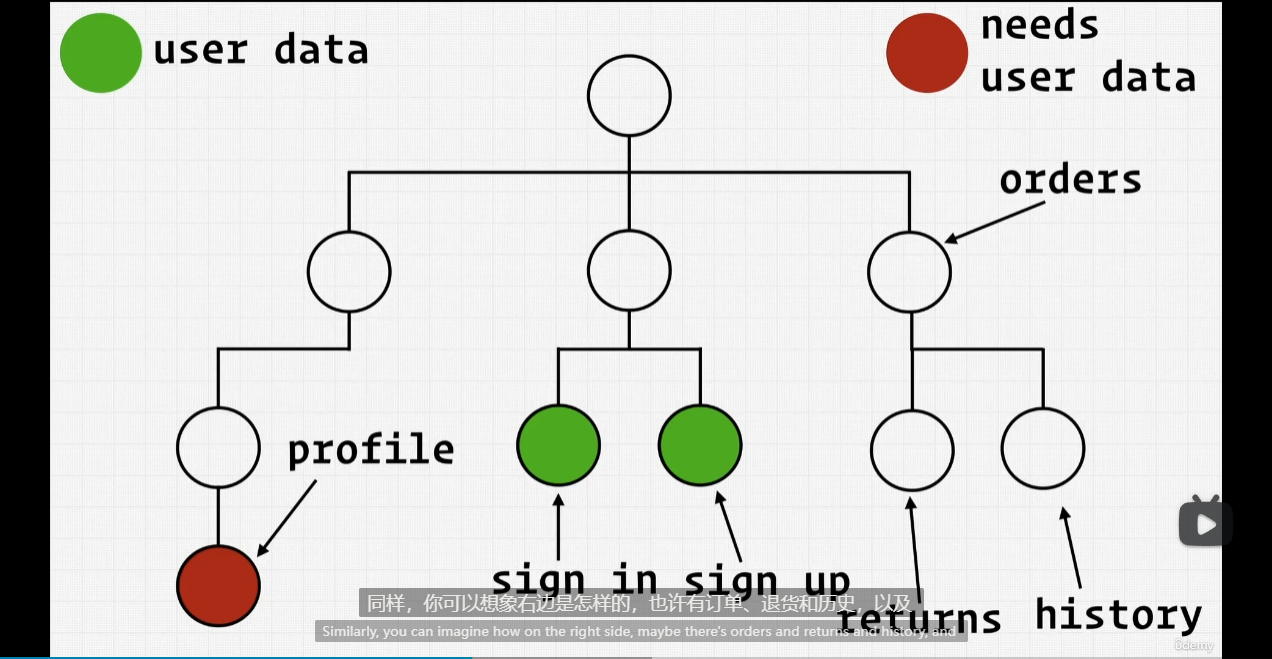 user data
needs
user data
orders
profile
sign in
sign up
returns
history
同样，你可以想象右边是怎样的，也许有订单、退货和历史，以及
Similarly, you can imagine how on the right side, maybe there's orders and returns and history, and
ûdemy